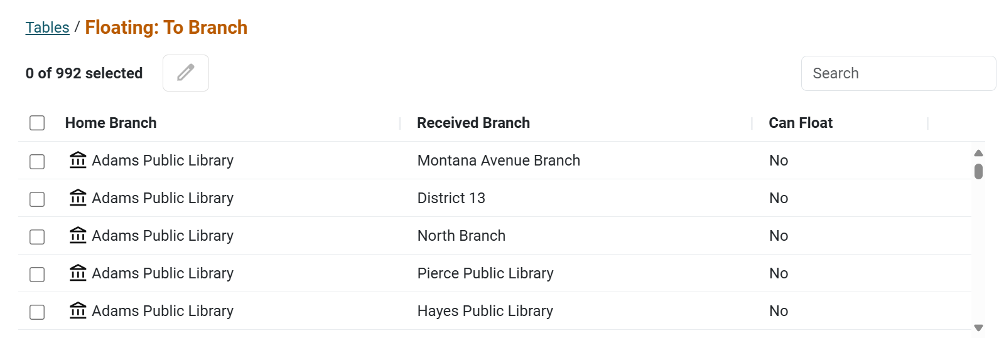 Tables / Floating: To Branch
0 of 992 selected
Search
Home Branch Received Branch Can Float
Adams Public Library Montana Avenue Branch No
Adams Public Library District 13 No
Adams Public Library North Branch No
Adams Public Library Pierce Public Library No
Adams Public Library Hayes Public Library No